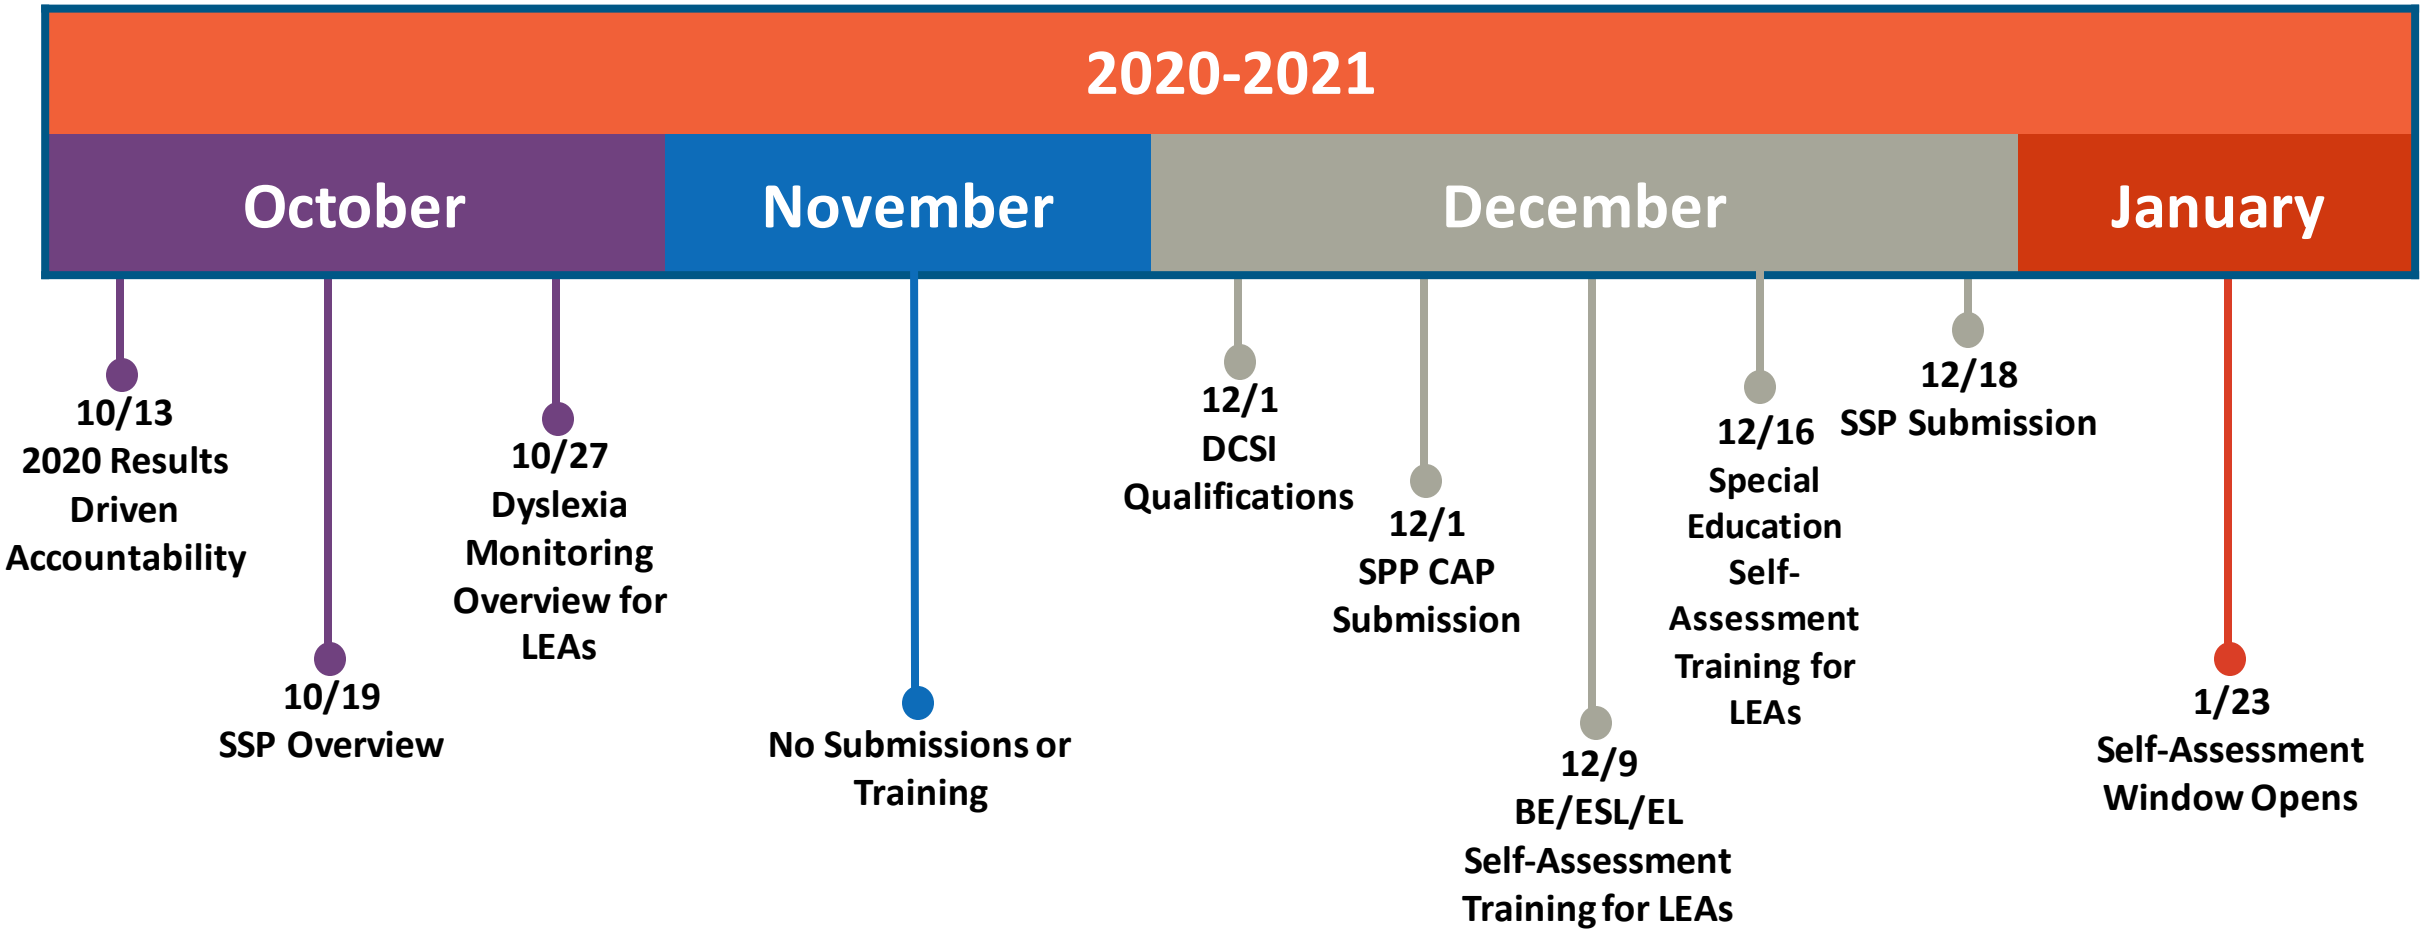 2020-2021
October
November
December
January
10/13
2020 Results
Driven
Accountability
10/19
SSP Overview
10/27
Dyslexia
Monitoring
Overview for
LEAs
No Submissions or
Training
12/1
DCSI
Qualifications
12/1
SPP CAP
Submission
12/9
BE/ESL/EL
Self-Assessment
Training for LEAs
12/16
Special
Education
Self-
Assessment
Training for
LEAs
12/18
SSP Submission
1/23
Self-Assessment
Window Opens